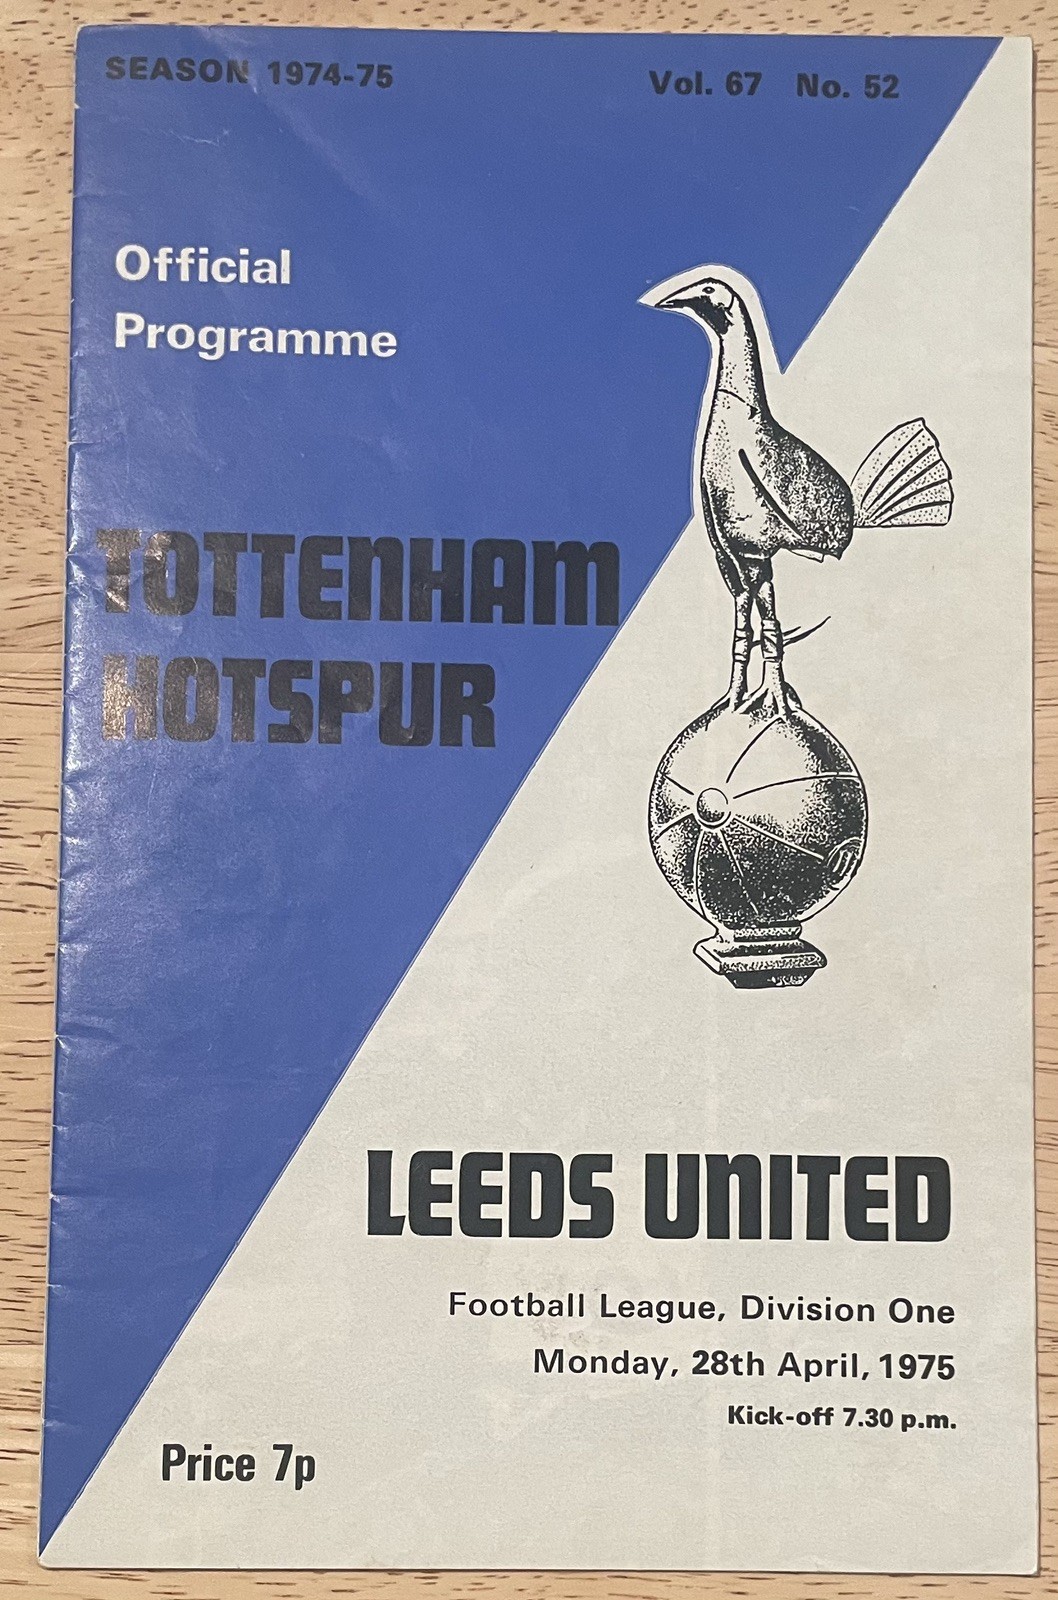 SEASON 1974-75
Vol. 67 No. 52
Official
Programme
TOTTENHAM
HOTSPUR
LEEDS UNITED
Football League, Division One
Monday, 28th April, 1975
Kick-off 7.30 p.m.
Price 7p